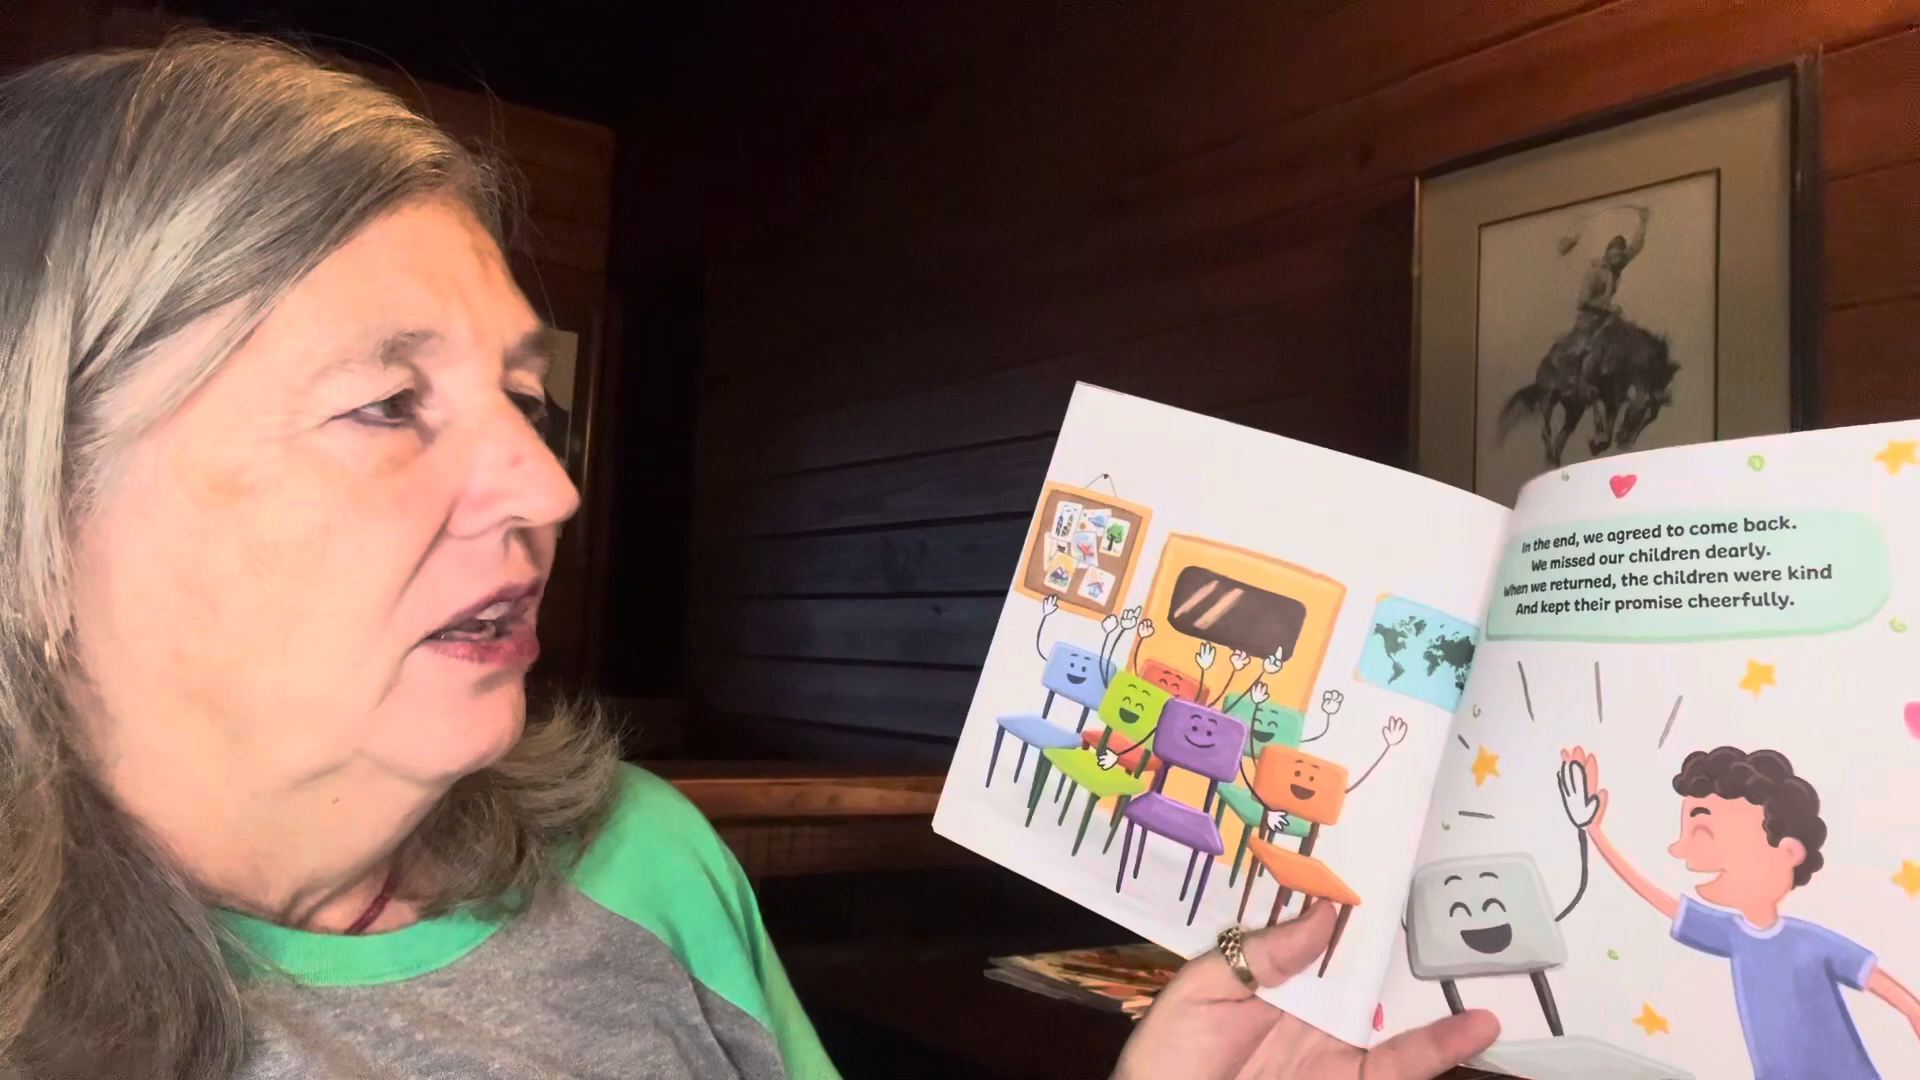 In the end, we agreed to come back.
We missed our children dearly.
When we returned, the children were kind
And kept their promise cheerfully.